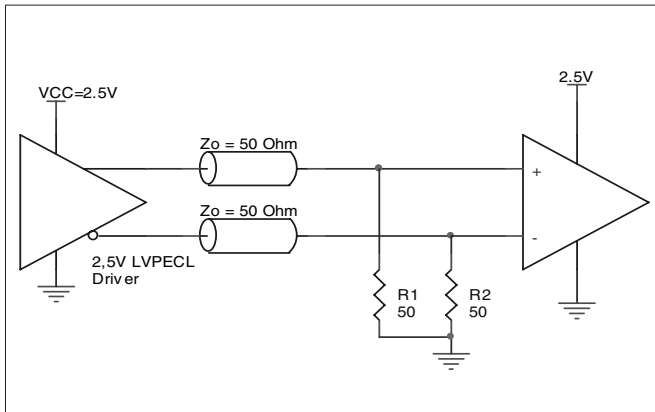 VCC=2.5V
2.5V
Zo = 50 Ohm
+
Zo = 50 Ohm
-
2,5V LVPECL
Driver
R1
50
R2
50